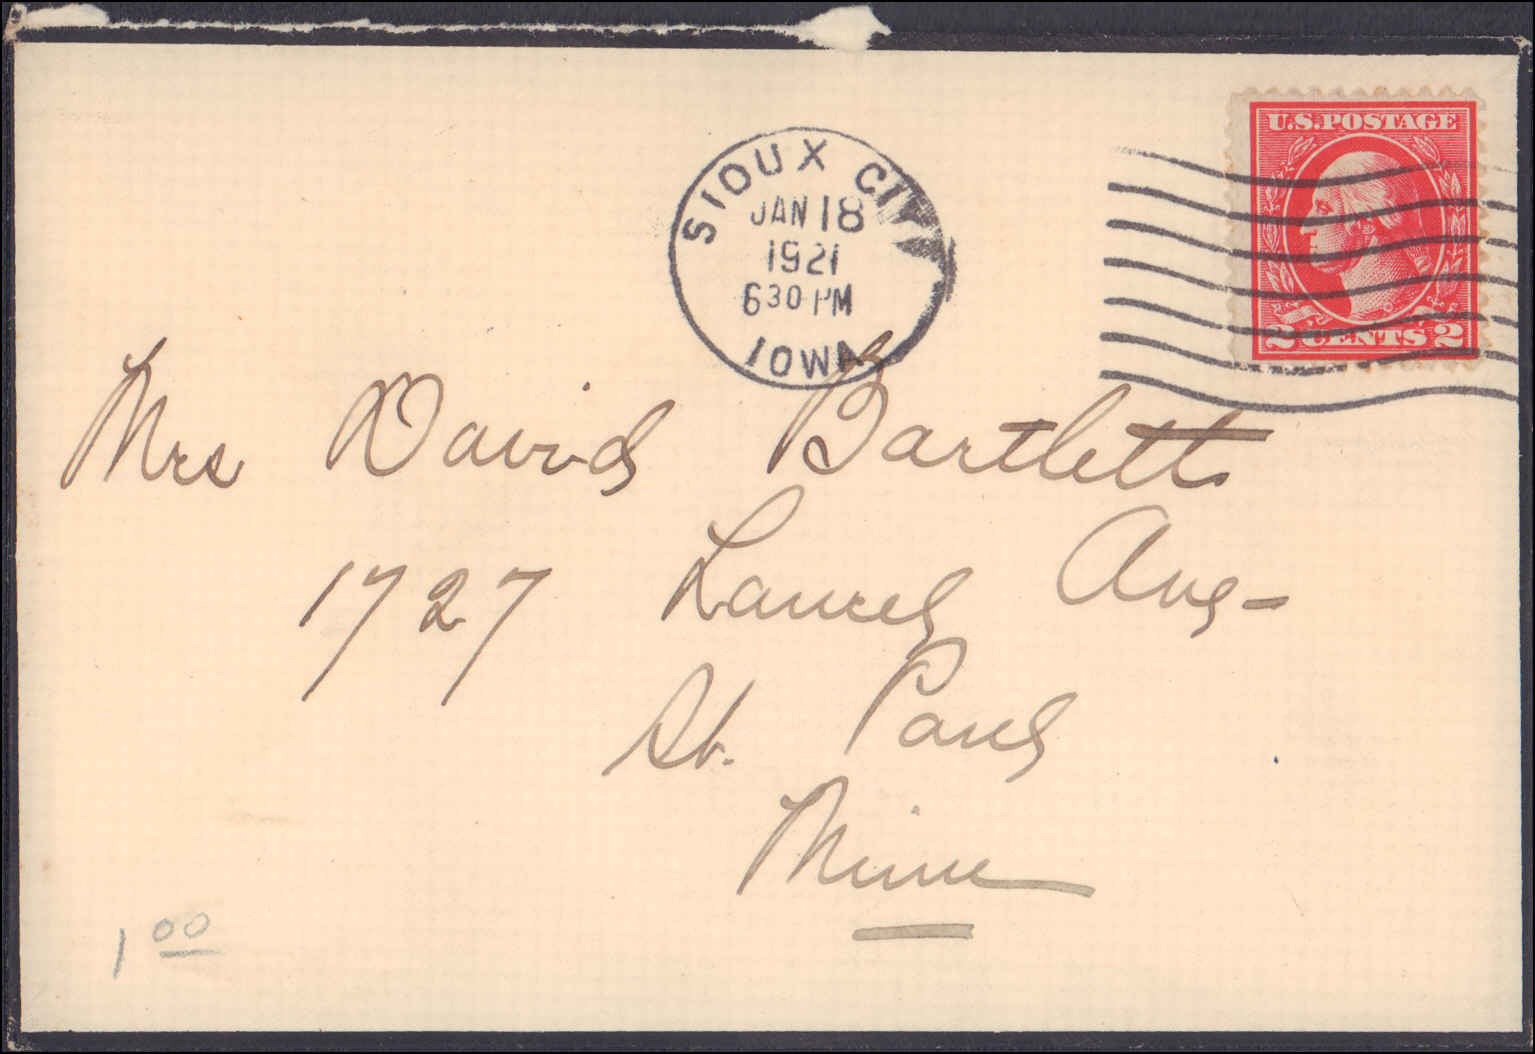 U.S. POSTAGE
2 CENTS 2
SIOUX CITY
JAN 18
1921
6 30 PM
IOWA
Mrs David Bartlett
1727 Laurel Ave-
St. Paul
Minn
1 00